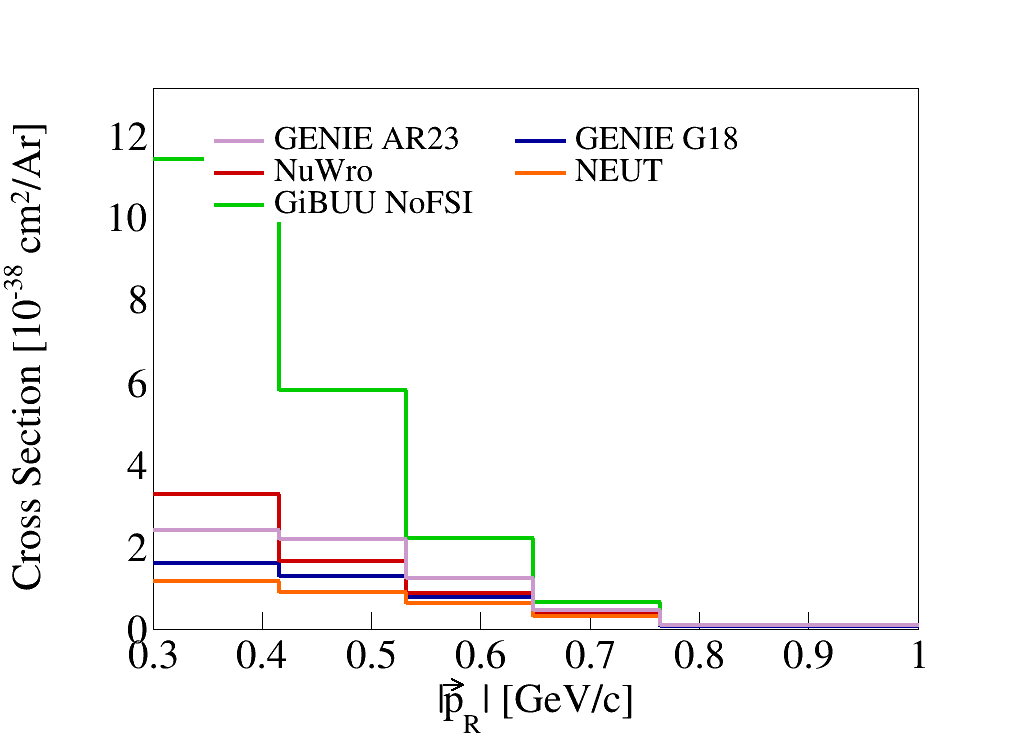 Cross Section [10⁻³⁸ cm²/Ar]
GENIE AR23 GENIE G18
NuWro NEUT
GiBUU NoFSI
12
10
8
6
4
2
0
0.3 0.4 0.5 0.6 0.7 0.8 0.9 1
|p⃗_R| [GeV/c]